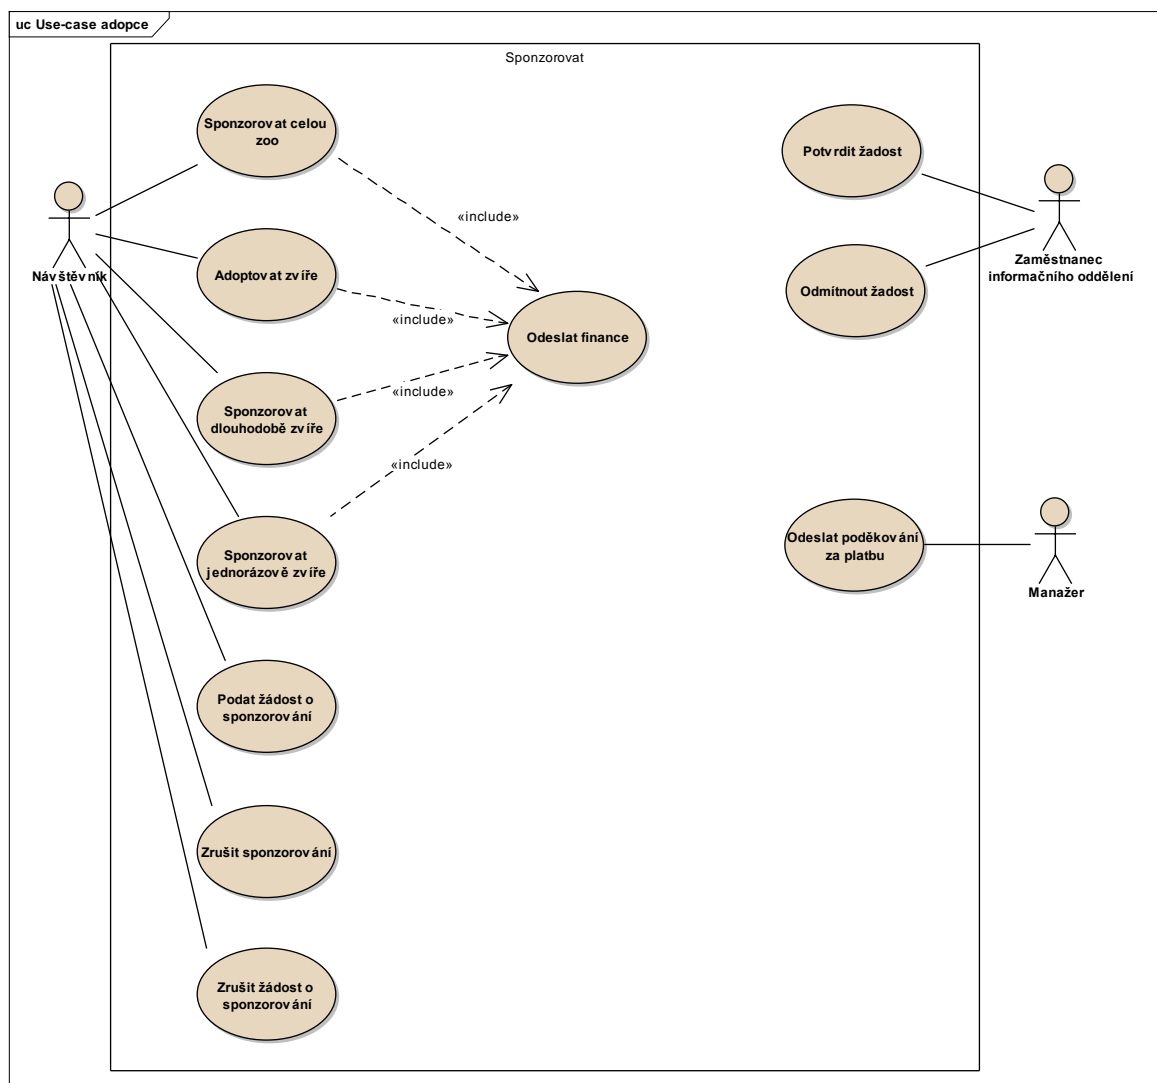 uc Use-case adopce
Sponzorovat
Sponzorovat celou
zoo
Potvrdit žadost
«include»
Návštěvník
Adoptovat zvíře
Zaměstnanec
informačního oddělení
Odmítnout žadost
«include»
Odeslat finance
«include»
Sponzorovat
dlouhodobě zvíře
«include»
Sponzorovat
jednorázově zvíře
Odeslat poděkování
za platbu
Manažer
Podat žádost o
sponzorování
Zrušit sponzorování
Zrušit žádost o
sponzorování